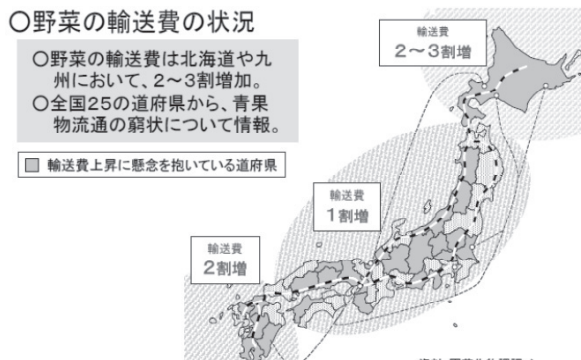 〇野菜の輸送費の状況
〇野菜の輸送費は北海道や九
州において、2〜3割増加。
〇全国25の道府県から、青果
物流通の窮状について情報。
輸送費上昇に懸念を抱いている道府県
輸送費
2〜3割増
輸送費
1割増
輸送費
2割増